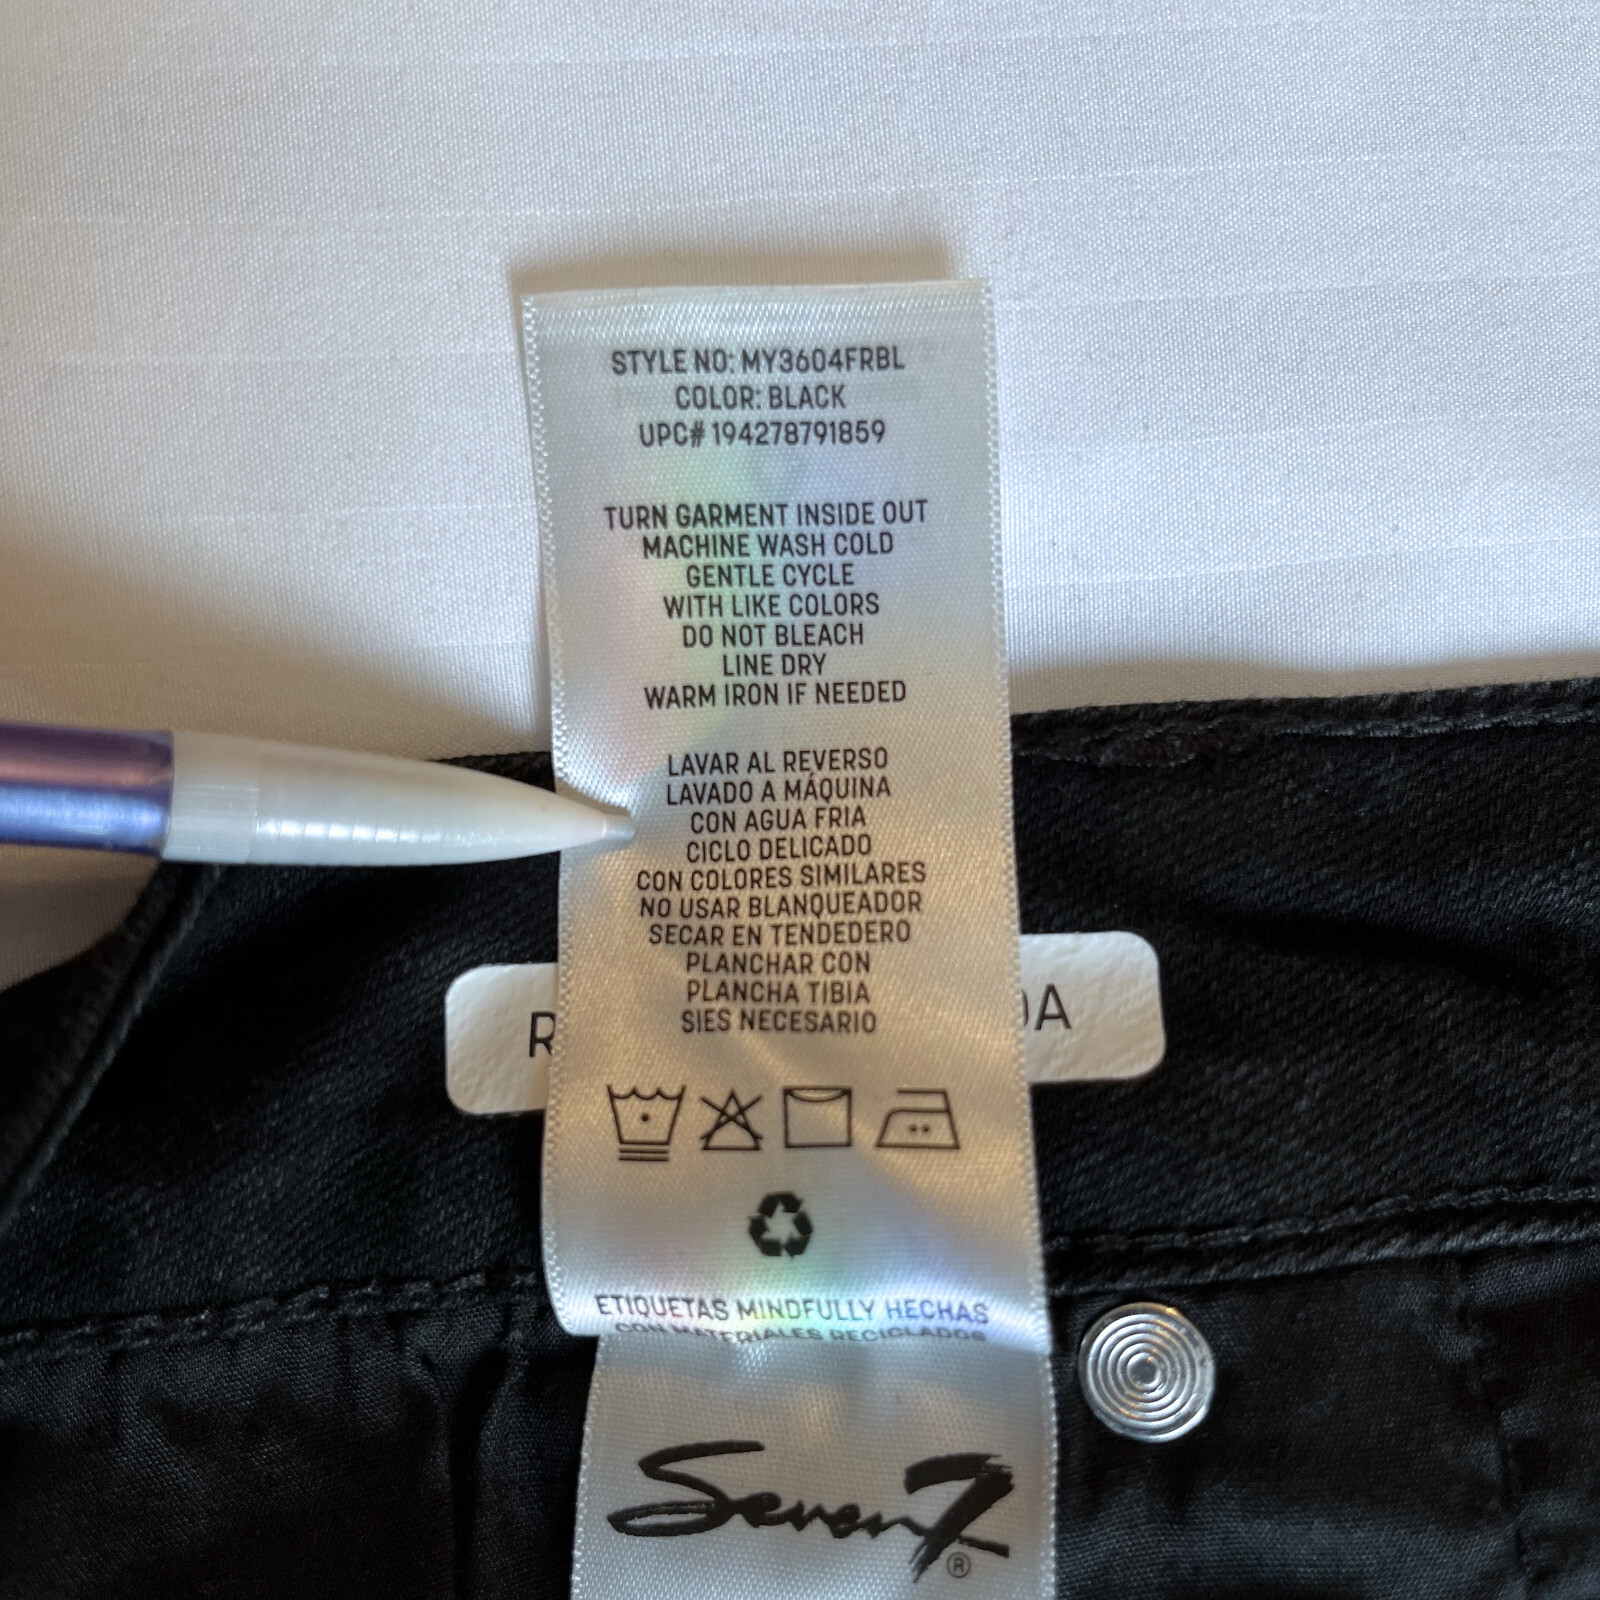 STYLE NO: MY3604FRBL
COLOR: BLACK
UPC# 194278791859
TURN GARMENT INSIDE OUT
MACHINE WASH COLD
GENTLE CYCLE
WITH LIKE COLORS
DO NOT BLEACH
LINE DRY
WARM IRON IF NEEDED
LAVAR AL REVERSO
LAVADO A MÁQUINA
CON AGUA FRIA
CICLO DELICADO
CON COLORES SIMILARES
NO USAR BLANQUEADOR
SECAR EN TENDEDERO
PLANCHAR CON
PLANCHA TIBIA
SIES NECESARIO
ETIQUETAS MINDFULLY HECHAS
CON MATERIALES RECICLADOS
Seven7®